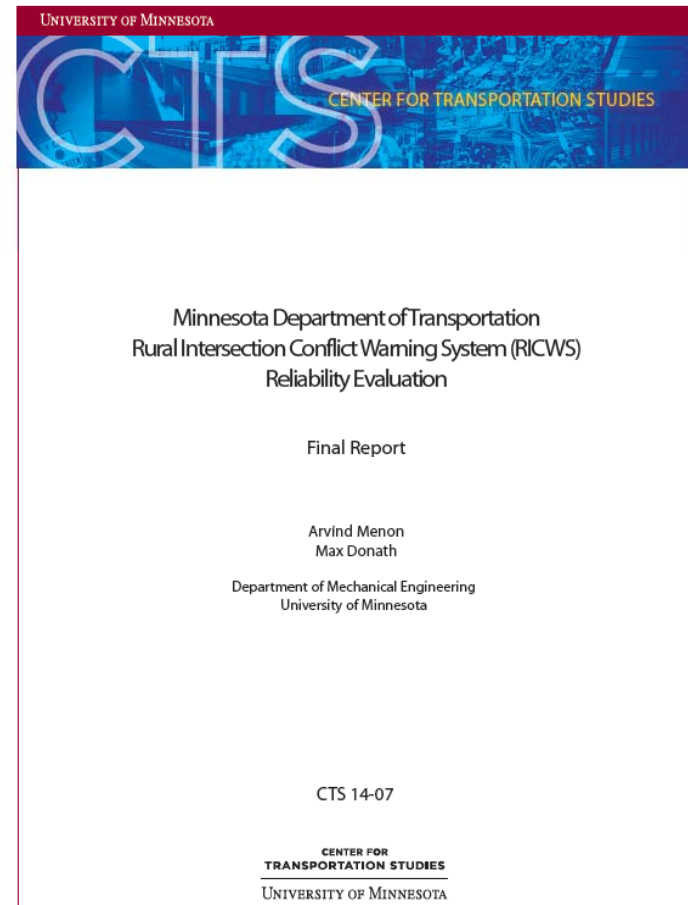 UNIVERSITY OF MINNESOTA
CTS
CENTER FOR TRANSPORTATION STUDIES
Minnesota Department of Transportation
Rural Intersection Conflict Warning System (RICWS)
Reliability Evaluation
Final Report
Arvind Menon
Max Donath
Department of Mechanical Engineering
University of Minnesota
CTS 14-07
CENTER FOR
TRANSPORTATION STUDIES
UNIVERSITY OF MINNESOTA